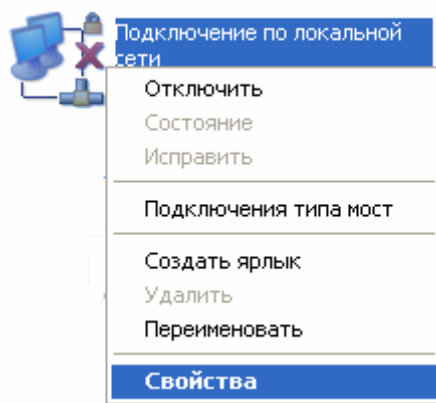 Подключение по локальной
сети
Отключить
Состояние
Исправить
Подключения типа мост
Создать ярлык
Удалить
Переименовать
Свойства